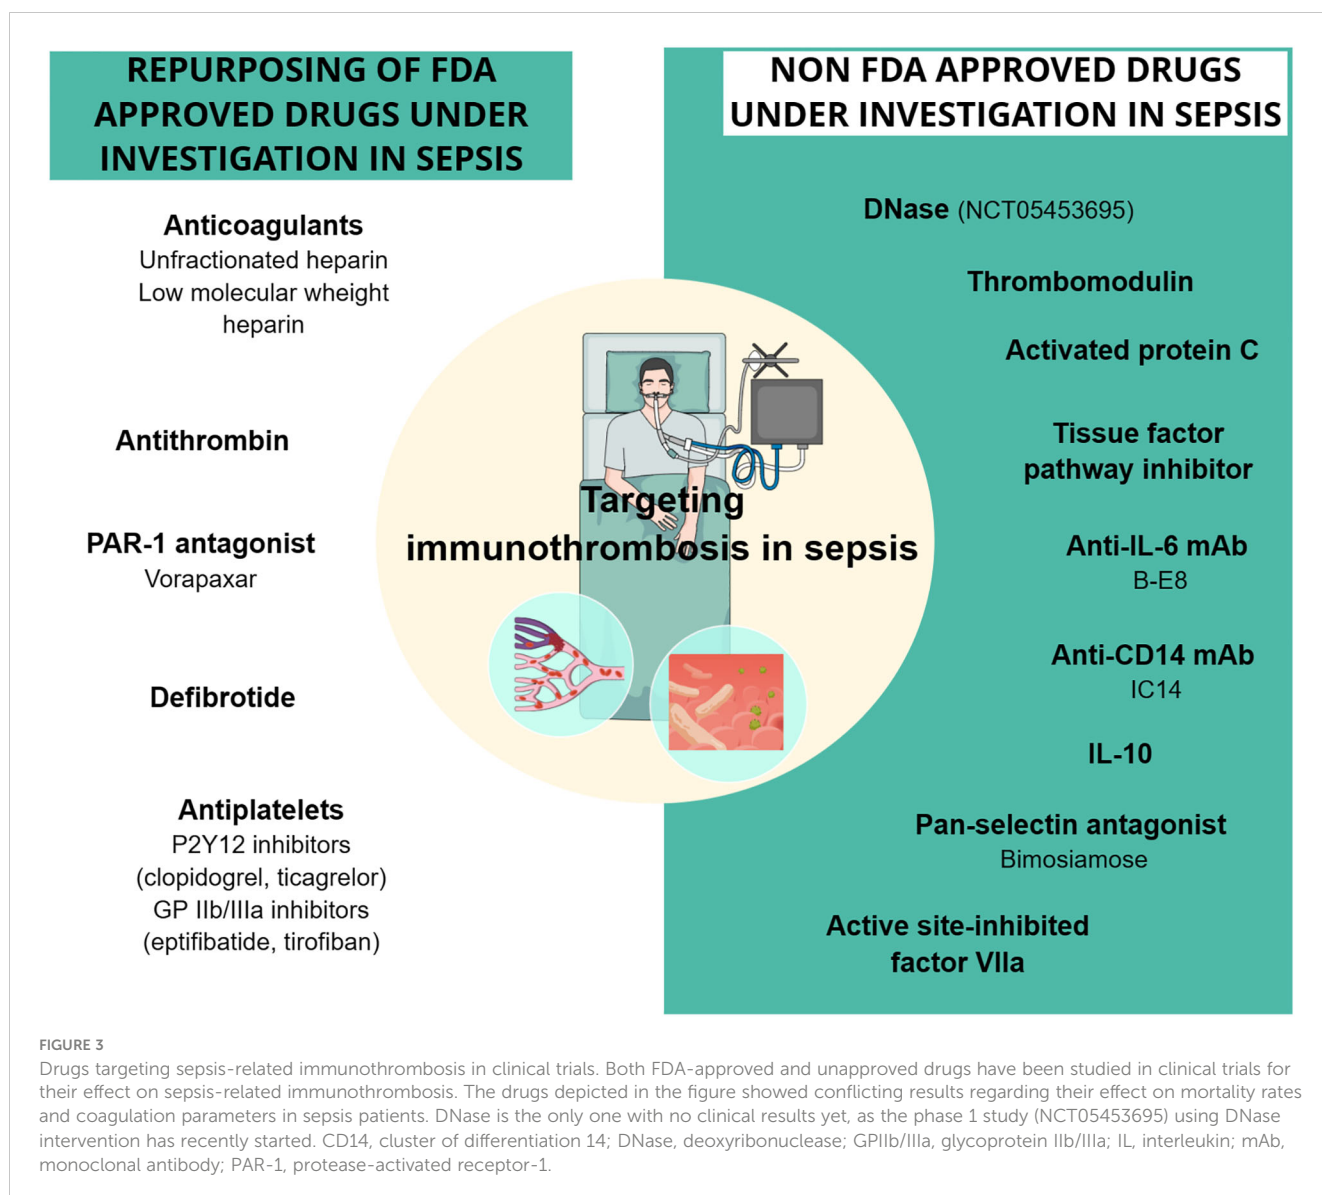 REPURPOSING OF FDA
APPROVED DRUGS UNDER
INVESTIGATION IN SEPSIS
Anticoagulants
Unfractionated heparin
Low molecular wheight
heparin
Antithrombin
PAR-1 antagonist
Vorapaxar
Defibrotide
Antiplatelets
P2Y12 inhibitors
(clopidogrel, ticagrelor)
GP IIb/IIIa inhibitors
(eptifibatide, tirofiban)
Targeting
immunothrombosis in sepsis
NON FDA APPROVED DRUGS
UNDER INVESTIGATION IN SEPSIS
DNase (NCT05453695)
Thrombomodulin
Activated protein C
Tissue factor
pathway inhibitor
Anti-IL-6 mAb
B-E8
Anti-CD14 mAb
IC14
IL-10
Pan-selectin antagonist
Bimosiamose
Active site-inhibited
factor VIIa
FIGURE 3
Drugs targeting sepsis-related immunothrombosis in clinical trials. Both FDA-approved and unapproved drugs have been studied in clinical trials for
their effect on sepsis-related immunothrombosis. The drugs depicted in the figure showed conflicting results regarding their effect on mortality rates
and coagulation parameters in sepsis patients. DNase is the only one with no clinical results yet, as the phase 1 study (NCT05453695) using DNase
intervention has recently started. CD14, cluster of differentiation 14; DNase, deoxyribonuclease; GPIIb/IIIa, glycoprotein IIb/IIIa; IL, interleukin; mAb,
monoclonal antibody; PAR-1, protease-activated receptor-1.